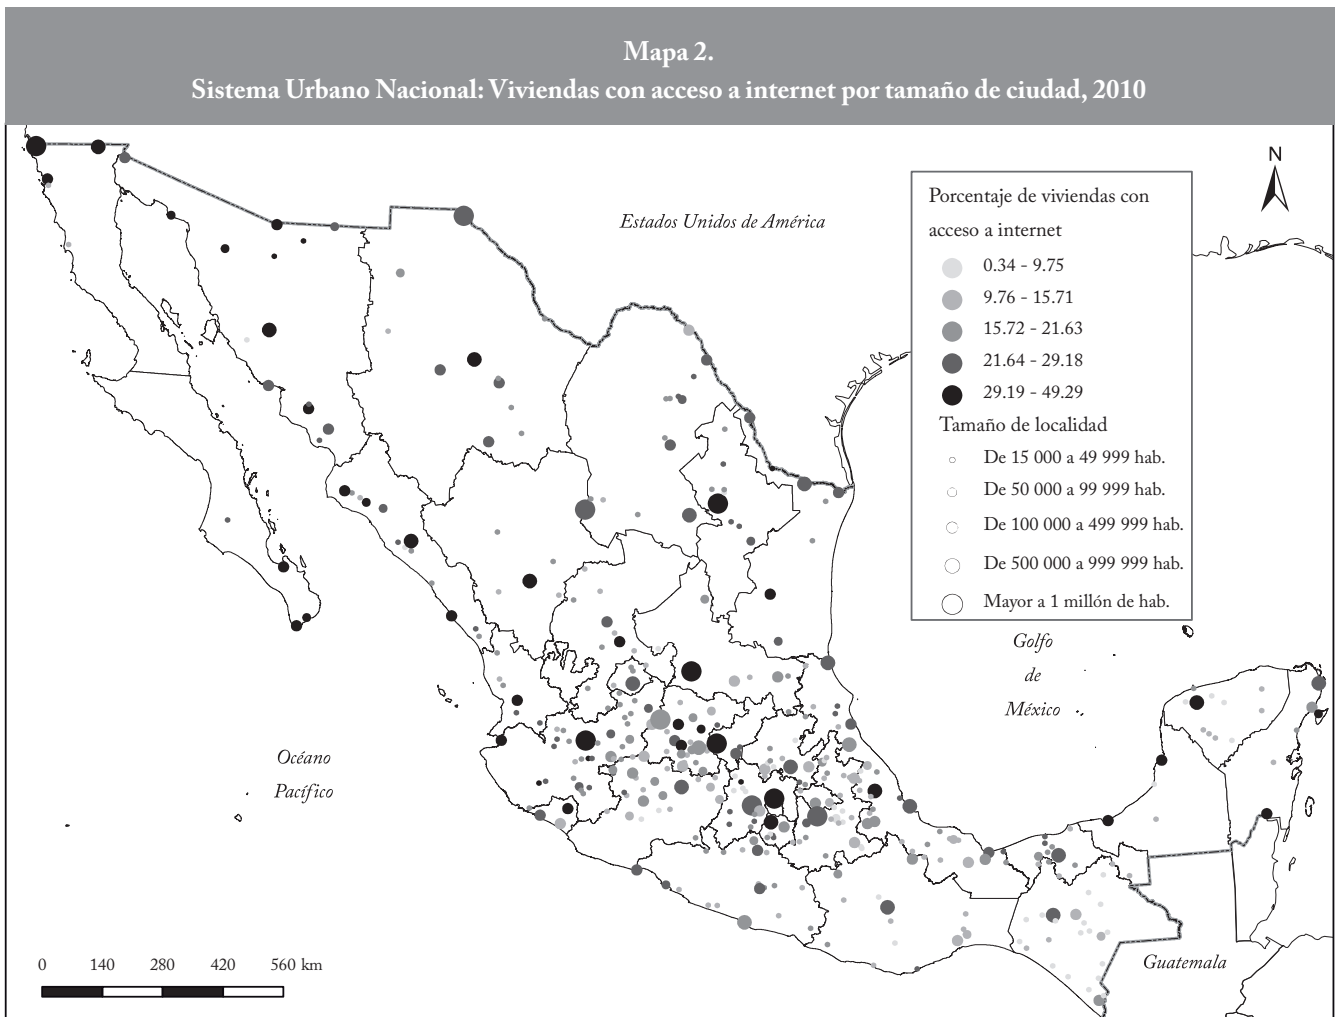 Mapa 2.
Sistema Urbano Nacional: Viviendas con acceso a internet por tamaño de ciudad, 2010
N
Estados Unidos de América
Porcentaje de viviendas con
acceso a internet
0.34 - 9.75
9.76 - 15.71
15.72 - 21.63
21.64 - 29.18
29.19 - 49.29
Tamaño de localidad
De 15 000 a 49 999 hab.
De 50 000 a 99 999 hab.
De 100 000 a 499 999 hab.
De 500 000 a 999 999 hab.
Mayor a 1 millón de hab.
Golfo
de
México
Océano
Pacífico
Guatemala
0 140 280 420 560 km